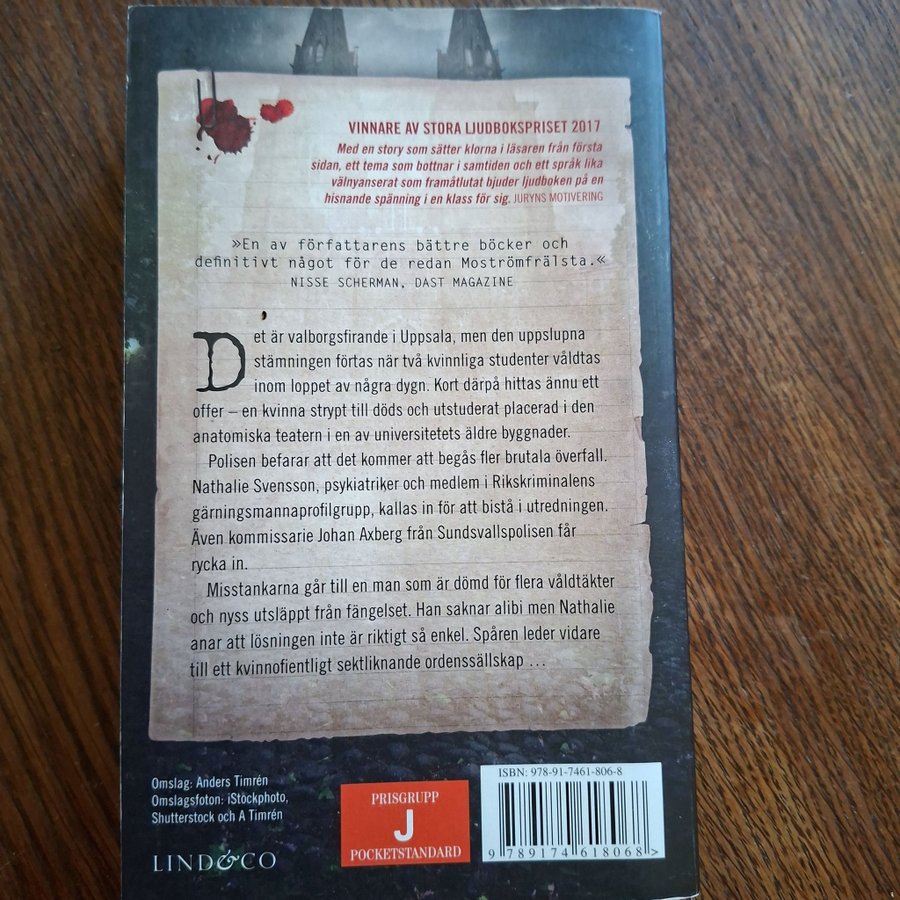 VINNARE AV STORA LJUDBOKSPRISET 2017
Med en story som sätter klorna i läsaren från första
sidan, ett tema som bottnar i samtiden och ett språk lika
välnyanserat som framåtlutat bjuder ljudboken på en
hisnande spänning i en klass för sig. JURYNS MOTIVERING
»En av författarens bättre böcker och
definitivt något för de redan Moströmfrälsta.«
NISSE SCHERMAN, DAST MAGAZINE
Det är valborgsfirande i Uppsala, men den uppsluppna
stämningen förtas när två kvinnliga studenter våldtas
inom loppet av några dygn. Kort därpå hittas ännu ett
offer – en kvinna strypt till döds och utstuderat placerad i den
anatomiska teatern i en av universitetets äldre byggnader.
Polisen befarar att det kommer att begås fler brutala överfall.
Nathalie Svensson, psykiatriker och medlem i Rikskriminalens
gärningsmannaprofilgrupp, kallas in för att bistå i utredningen.
Även kommissarie Johan Axberg från Sundsvallspolisen får
rycka in.
Misstankarna går till en man som är dömd för flera våldtäkter
och nyss utsläppt från fängelset. Han saknar alibi men Nathalie
anar att lösningen inte är riktigt så enkel. Spåren leder vidare
till ett kvinnofientligt sektliknande ordenssällskap ...
Omslag: Anders Timrén
Omslagsfoton: iStockphoto,
Shutterstock och A Timrén
LIND&CO
PRISGRUPP
J
POCKETSTANDARD
ISBN: 978-91-7461-806-8
9 789174 618068 >